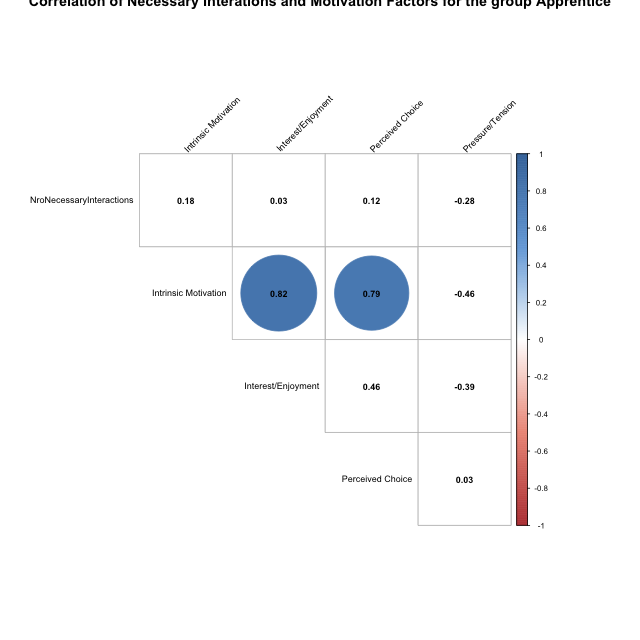 Correlation of Necessary Interations and Motivation Factors for the group Apprentice
Intrinsic Motivation
Interest/Enjoyment
Perceived Choice
Pressure/Tension
NroNecessaryInteractions
0.18
0.03
0.12
-0.28
Intrinsic Motivation
0.82
0.79
-0.46
Interest/Enjoyment
0.46
-0.39
Perceived Choice
0.03
1
0.8
0.6
0.4
0.2
0
-0.2
-0.4
-0.6
-0.8
-1